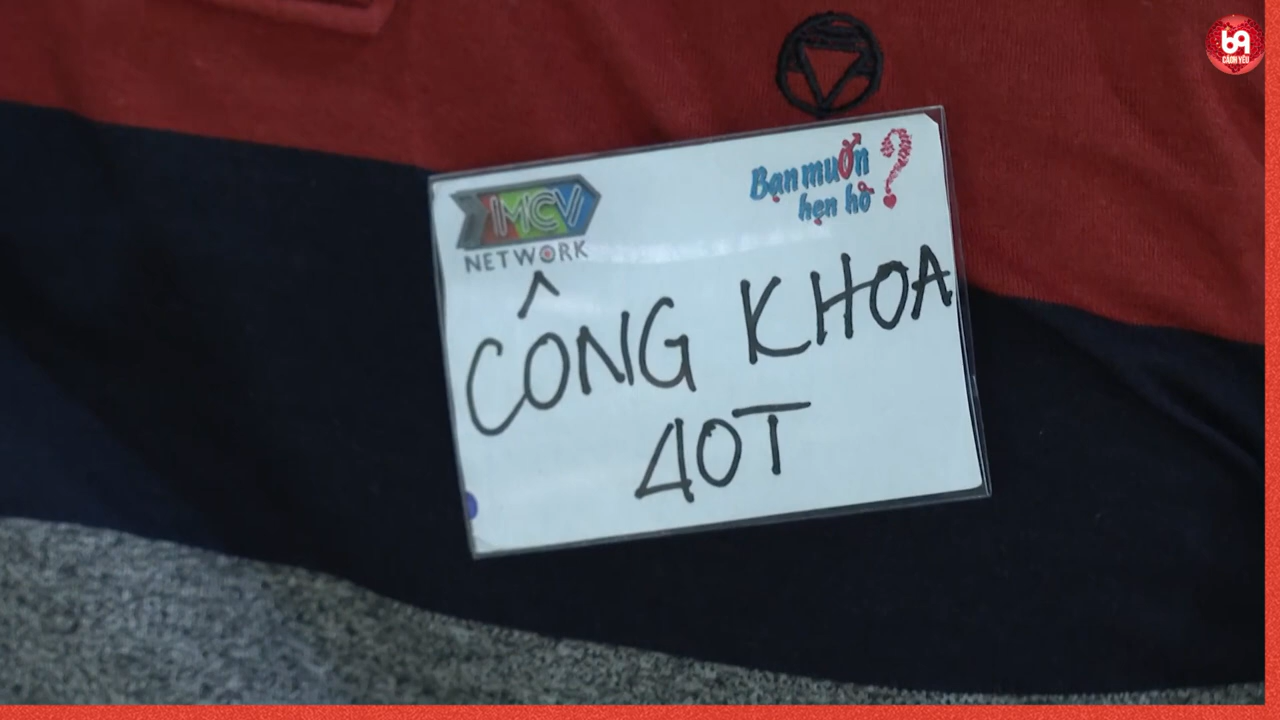 MCV
NETWORK
Bạn muốn
hẹn hò ?
CÔNG KHOA
40T